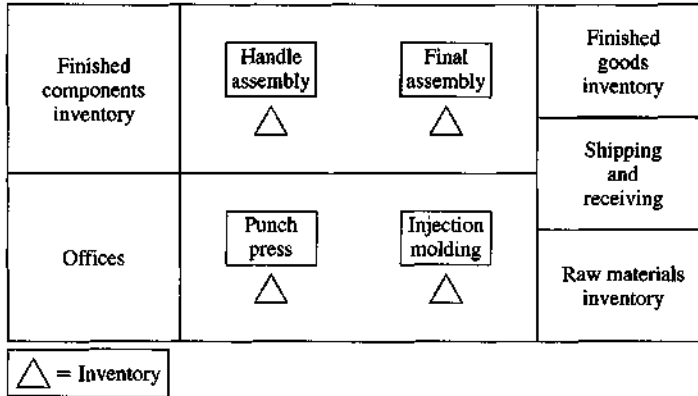 Finished
components
inventory
Handle
assembly
Final
assembly
Finished
goods
inventory
Shipping
and
receiving
Offices
Punch
press
Injection
molding
Raw materials
inventory
= Inventory